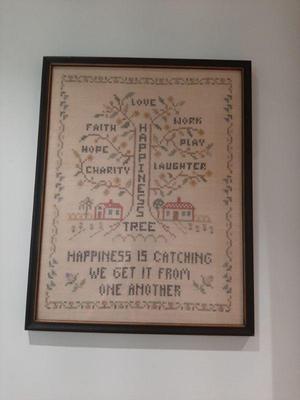 LOVE
FAITH
WORK
HOPE
PLAY
CHARITY
LAUGHTER
HAPPINESS
TREE
HAPPINESS IS CATCHING
WE GET IT FROM
ONE ANOTHER